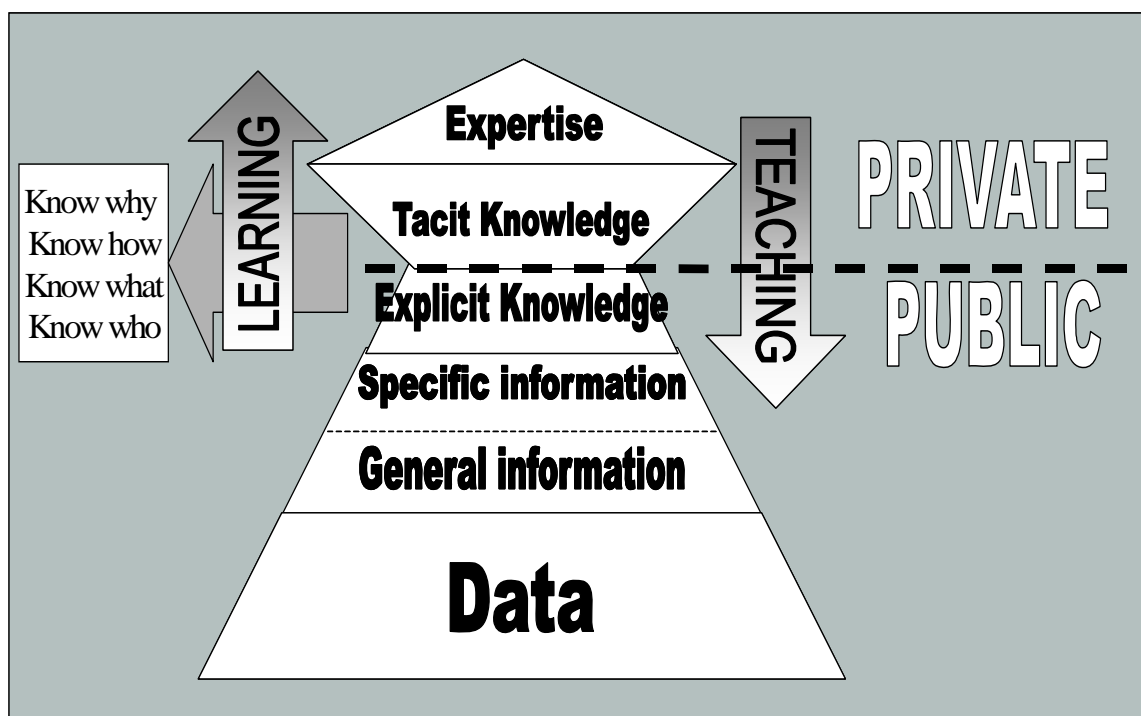 Know why
Know how
Know what
Know who
LEARNING
Expertise
Tacit Knowledge
Explicit Knowledge
Specific information
General information
Data
TEACHING
PRIVATE
PUBLIC